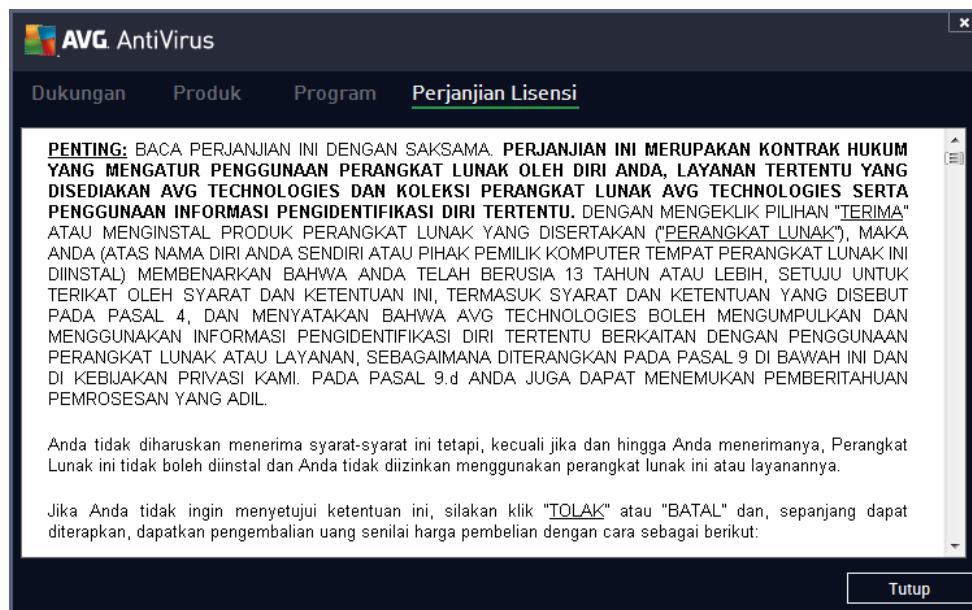 AVG. AntiVirus
Dukungan Produk Program Perjanjian Lisensi
PENTING: BACA PERJANJIAN INI DENGAN SAKSAMA. PERJANJIAN INI MERUPAKAN KONTRAK HUKUM
YANG MENGATUR PENGGUNAAN PERANGKAT LUNAK OLEH DIRI ANDA, LAYANAN TERTENTU YANG
DISEDIAKAN AVG TECHNOLOGIES DAN KOLEKSI PERANGKAT LUNAK AVG TECHNOLOGIES SERTA
PENGGUNAAN INFORMASI PENGIDENTIFIKASI DIRI TERTENTU. DENGAN MENGEKLIK PILIHAN "TERIMA"
ATAU MENGINSTAL PRODUK PERANGKAT LUNAK YANG DISERTAKAN ("PERANGKAT LUNAK"), MAKA
ANDA (ATAS NAMA DIRI ANDA SENDIRI ATAU PIHAK PEMILIK KOMPUTER TEMPAT PERANGKAT LUNAK INI
DIINSTAL) MEMBENARKAN BAHWA ANDA TELAH BERUSIA 13 TAHUN ATAU LEBIH, SETUJU UNTUK
TERIKAT OLEH SYARAT DAN KETENTUAN INI, TERMASUK SYARAT DAN KETENTUAN YANG DISEBUT
PADA PASAL 4, DAN MENYATAKAN BAHWA AVG TECHNOLOGIES BOLEH MENGUMPULKAN DAN
MENGGUNAKAN INFORMASI PENGIDENTIFIKASI DIRI TERTENTU BERKAITAN DENGAN PENGGUNAAN
PERANGKAT LUNAK ATAU LAYANAN, SEBAGAIMANA DITERANGKAN PADA PASAL 9 DI BAWAH INI DAN
DI KEBIJAKAN PRIVASI KAMI. PADA PASAL 9.d ANDA JUGA DAPAT MENEMUKAN PEMBERITAHUAN
PEMROSESAN YANG ADIL.
Anda tidak diharuskan menerima syarat-syarat ini tetapi, kecuali jika dan hingga Anda menerimanya, Perangkat
Lunak ini tidak boleh diinstal dan Anda tidak diizinkan menggunakan perangkat lunak ini atau layanannya.
Jika Anda tidak ingin menyetujui ketentuan ini, silakan klik "TOLAK" atau "BATAL" dan, sepanjang dapat
diterapkan, dapatkan pengembalian uang senilai harga pembelian dengan cara sebagai berikut:
Tutup